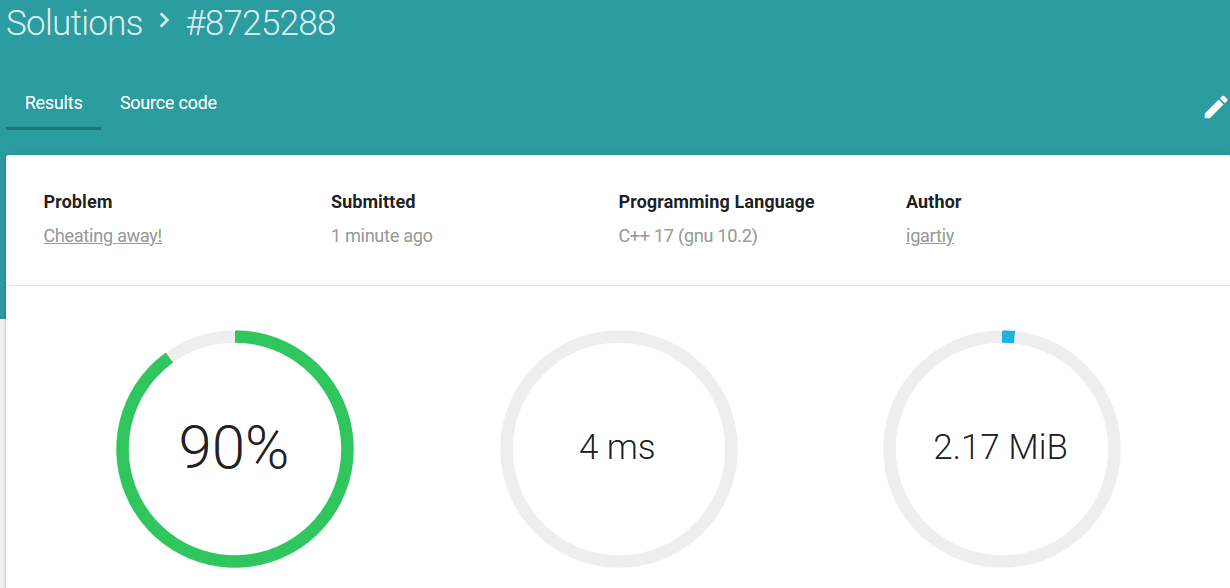 Solutions > #8725288
Results Source code
Problem Submitted Programming Language Author
Cheating away! 1 minute ago C++ 17 (gnu 10.2) igartiy
90% 4 ms 2.17 MiB